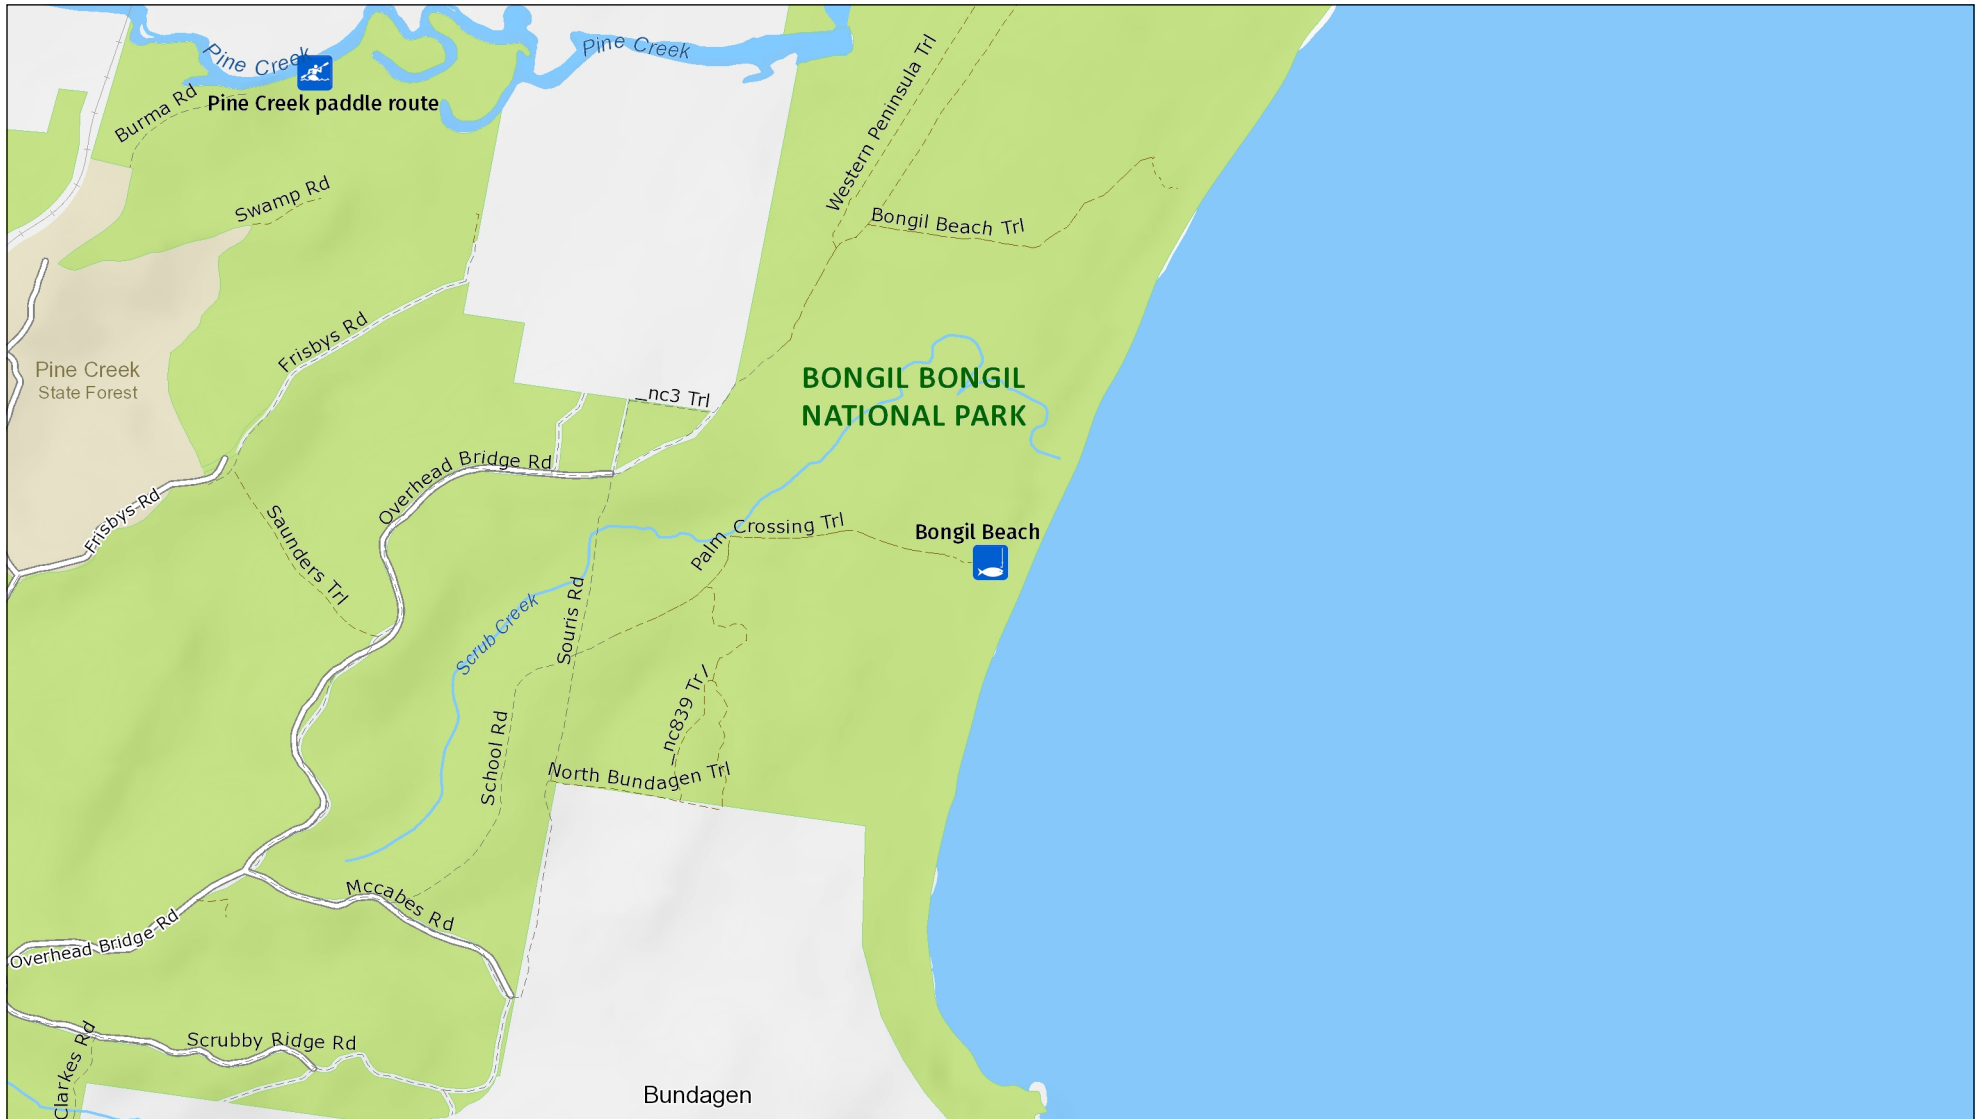 Pine Creek
Pine Creek
Pine Creek paddle route
Burma Rd
Western Peninsula Trl
Swamp Rd
Bongil Beach Trl
Frisbys Rd
Pine Creek
State Forest
BONGIL BONGIL
NATIONAL PARK
_nc3 Trl
Overhead Bridge Rd
Frisbys Rd
Saunders Trl
Palm Crossing Trl
Bongil Beach
Scrub Creek
Souris Rd
School Rd
_nc839 Trl
North Bundagen Trl
Mccabes Rd
Overhead Bridge Rd
Scrubby Ridge Rd
Clarkes Rd
Bundagen